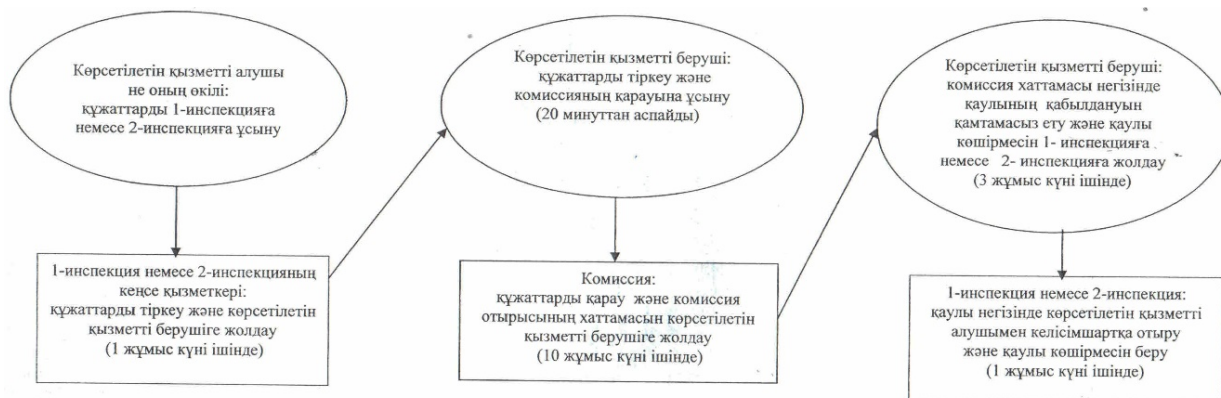 Көрсетілетін қызметті алушы
не оның өкілі:
құжаттарды 1-инспекцияға
немесе 2-инспекцияға ұсыну
1-инспекция немесе 2-инспекцияның
кеңсе қызметкері:
құжаттарды тіркеу және көрсетілетін
қызметті берушіге жолдау
(1 жұмыс күні ішінде)
Көрсетілетін қызметті беруші:
құжаттарды тіркеу және
комиссияның қарауына ұсыну
(20 минуттан аспайды)
Комиссия:
құжаттарды қарау және комиссия
отырысының хаттамасын көрсетілетін
қызметті берушіге жолдау
(10 жұмыс күні ішінде)
Көрсетілетін қызметті беруші:
комиссия хаттамасы негізінде
қаулының қабылдануын
қамтамасыз ету және қаулы
көшірмесін 1- инспекцияға
немесе 2- инспекцияға жолдау
(3 жұмыс күні ішінде)
1-инспекция немесе 2-инспекция:
қаулы негізінде көрсетілетін қызметті
алушымен келісімшартқа отыру
және қаулы көшірмесін беру
(1 жұмыс күні ішінде)